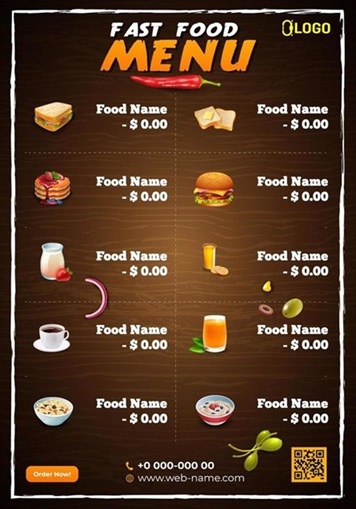 FAST FOOD
MENU
LOGO
Food Name
- $ 0.00
Food Name
- $ 0.00
Food Name
- $ 0.00
Food Name
- $ 0.00
Food Name
- $ 0.00
Food Name
- $ 0.00
Food Name
- $ 0.00
Food Name
- $ 0.00
Food Name
- $ 0.00
Food Name
- $ 0.00
Order Now!
+0 000-000 00
www.web-name.com